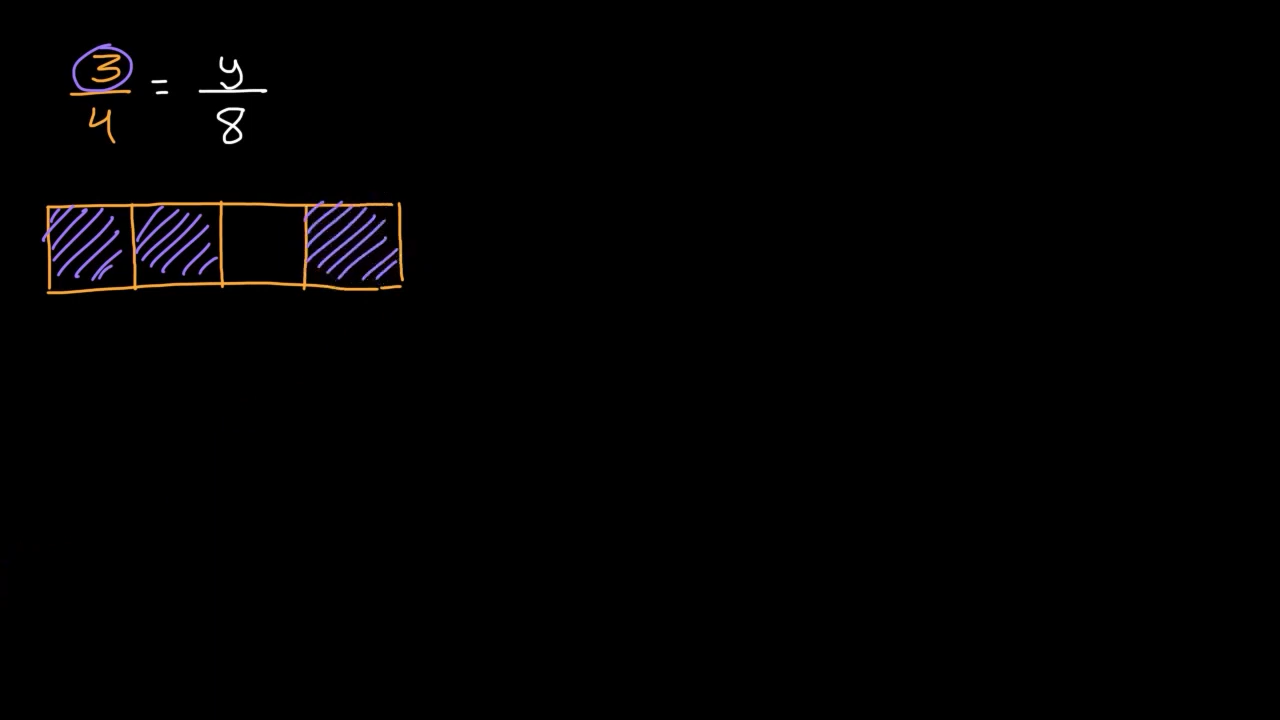 3/4 = y/8